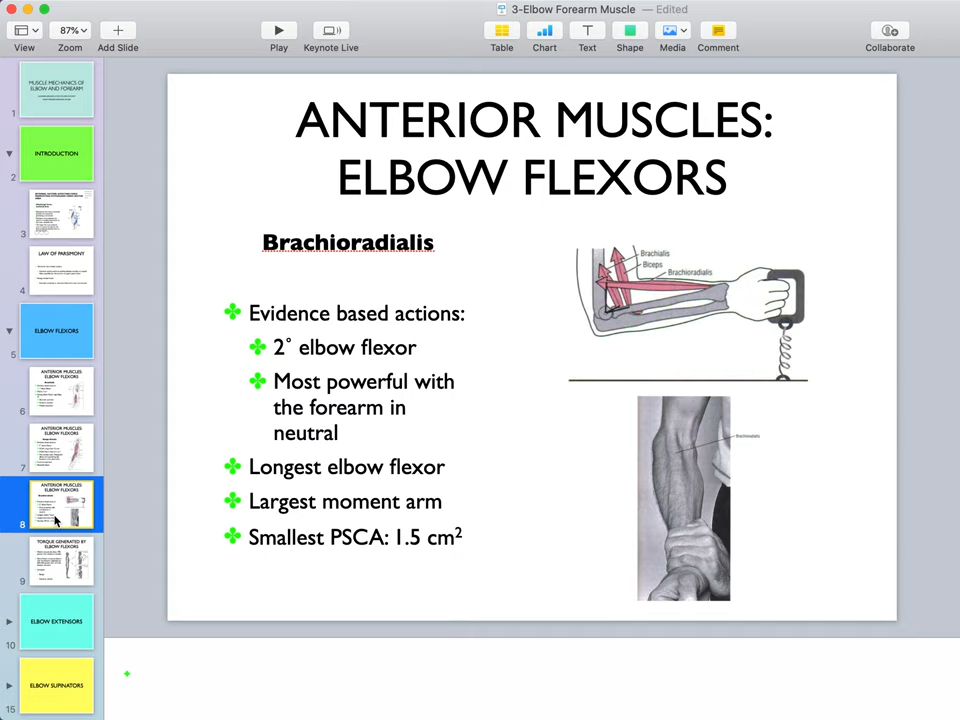 3-Elbow Forearm Muscle — Edited
87%
View
Zoom
Add Slide
Play
Keynote Live
Table
Chart
Text
Shape
Media
Comment
Collaborate
MUSCLE MECHANICS OF
ELBOW AND FOREARM
1
INTRODUCTION
2
3
LAW OF PARSIMONY
4
ELBOW FLEXORS
5
ANTERIOR MUSCLES:
ELBOW FLEXORS
6
ANTERIOR MUSCLES:
ELBOW FLEXORS
7
ANTERIOR MUSCLES:
ELBOW FLEXORS
8
TORQUE GENERATED BY
ELBOW FLEXORS
9
ELBOW EXTENSORS
10
ELBOW SUPINATORS
15
ANTERIOR MUSCLES:
ELBOW FLEXORS
Brachioradialis
Evidence based actions:
2° elbow flexor
Most powerful with
the forearm in
neutral
Longest elbow flexor
Largest moment arm
Smallest PSCA: 1.5 cm²
Brachialis
Biceps
Brachioradialis
Brachioradialis